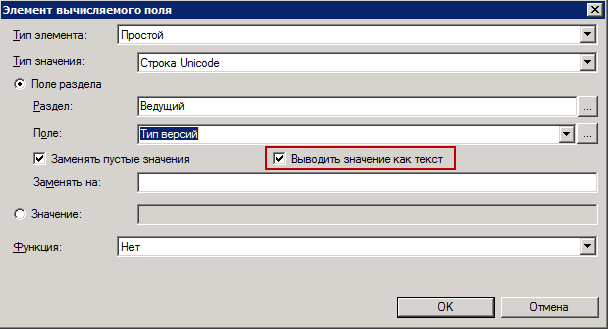 Элемент вычисляемого поля
Тип элемента: Простой
Тип значения: Строка Unicode
Поле раздела
Раздел: Ведущий ...
Поле: Тип версий ...
Заменять пустые значения Выводить значение как текст
Заменять на:
Значение:
Функция: Нет
OK Отмена